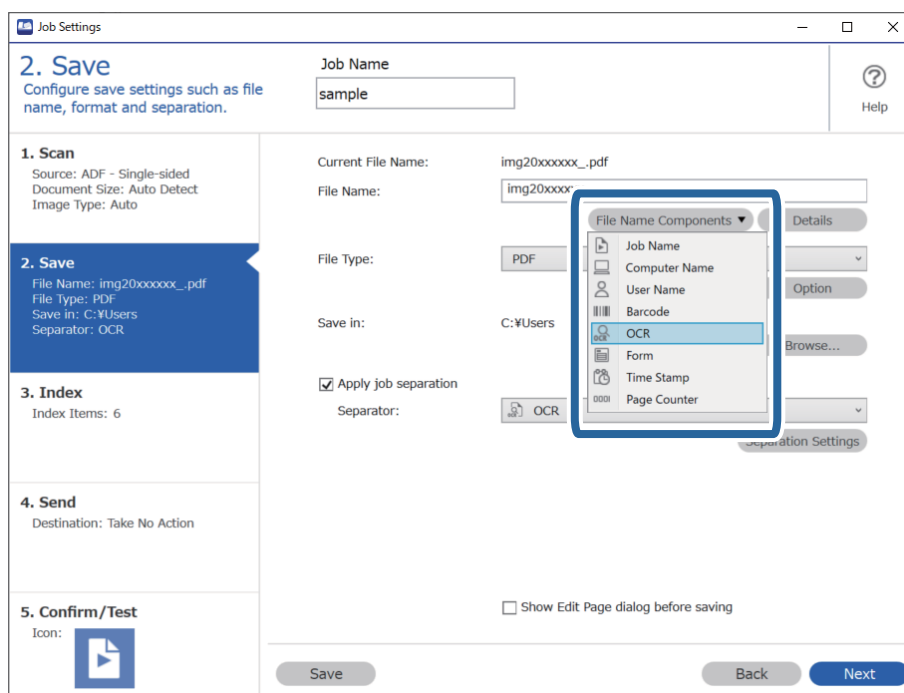 Job Settings
2. Save
Configure save settings such as file
name, format and separation.
Job Name
sample
Help
1. Scan
Source: ADF - Single-sided
Document Size: Auto Detect
Image Type: Auto
2. Save
File Name: img20xxxxxx_.pdf
File Type: PDF
Save in: C:¥Users
Separator: OCR
3. Index
Index Items: 6
4. Send
Destination: Take No Action
5. Confirm/Test
Icon:
Current File Name: img20xxxxxx_.pdf
File Name: img20xxxx
File Name Components ▼ Details
Job Name
Computer Name
User Name
Barcode
OCR
Form
Time Stamp
Page Counter
File Type: PDF
Option
Save in: C:¥Users
Browse...
Apply job separation
Separator: OCR
Separation Settings
Show Edit Page dialog before saving
Save Back Next